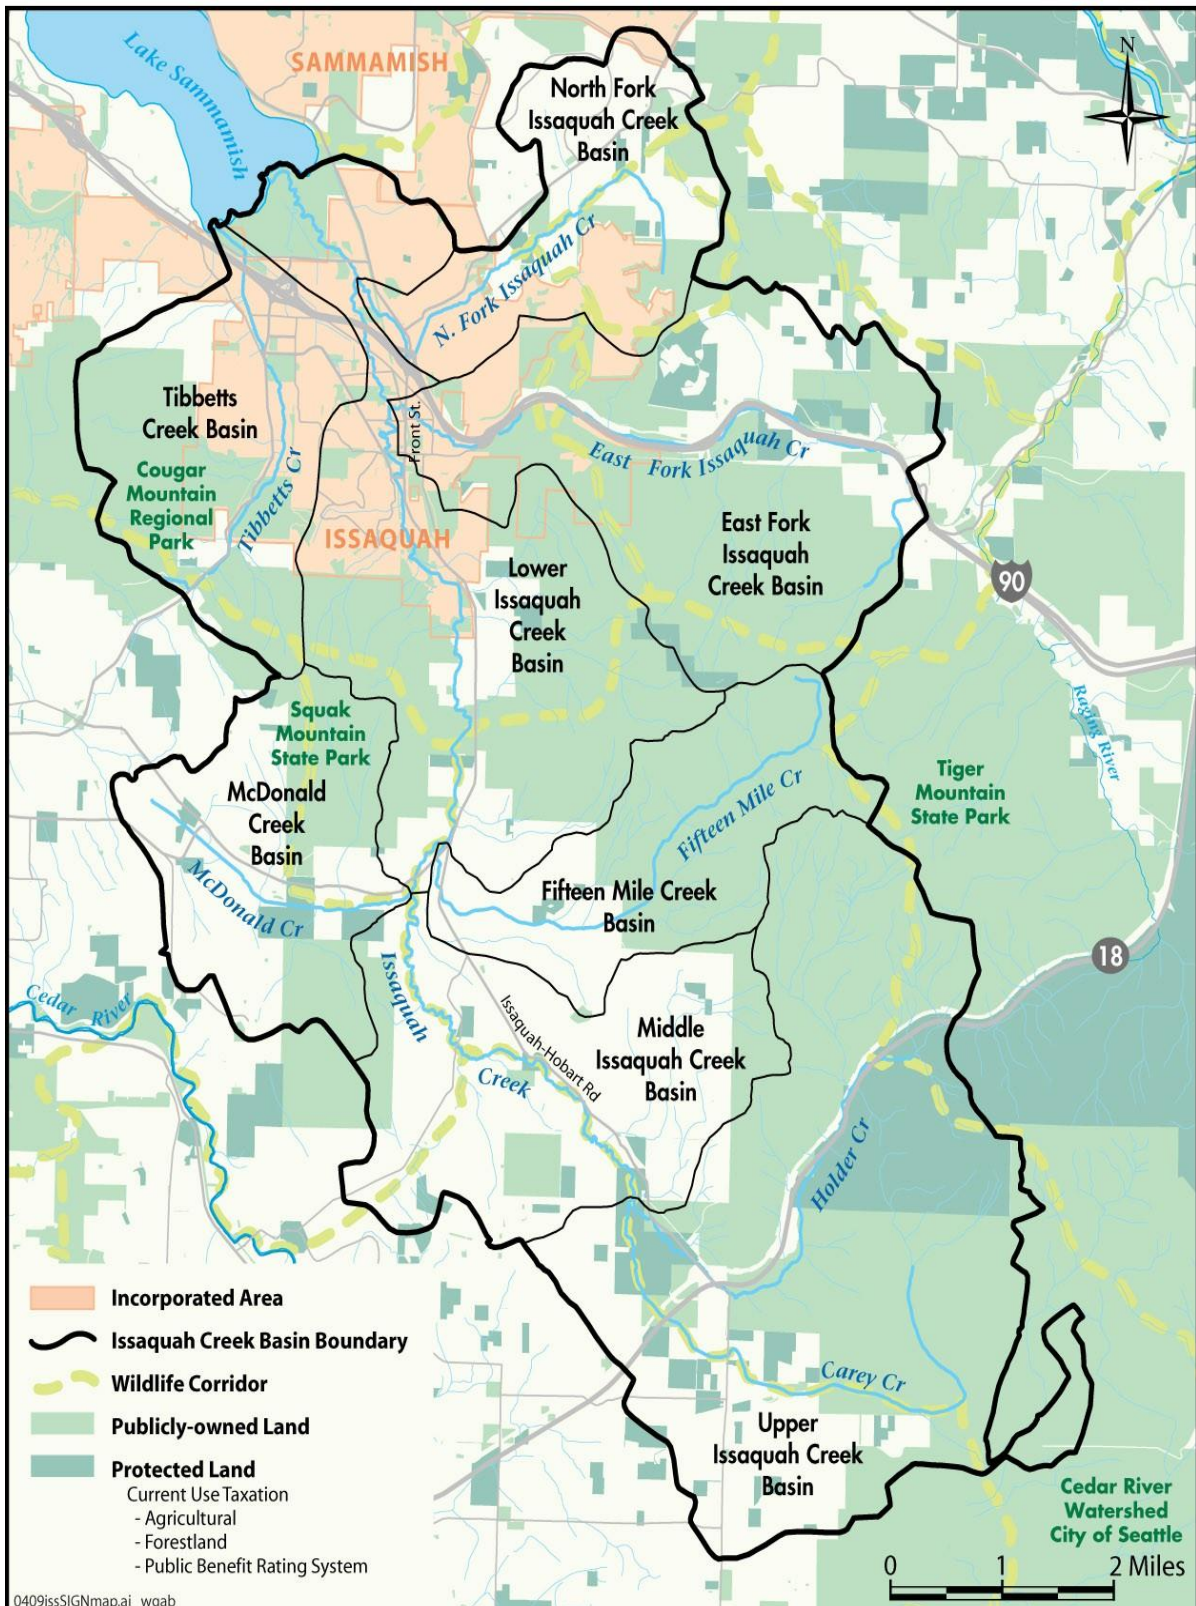 Lake Sammamish
SAMMAMISH
N
North Fork
Issaquah Creek
Basin
N. Fork Issaquah Cr
Tibbetts
Creek Basin
Front St.
East Fork Issaquah Cr
Cougar
Mountain
Regional
Park
Tibbetts Cr
ISSAQUAH
East Fork
Issaquah
Creek Basin
Lower
Issaquah
Creek
Basin
90
Squak
Mountain
State Park
Raging River
McDonald
Creek
Basin
Fifteen Mile Cr
Tiger
Mountain
State Park
McDonald Cr
Fifteen Mile Creek
Basin
18
Cedar River
Issaquah
Creek
Issaquah-Hobart Rd
Middle
Issaquah Creek
Basin
Holder Cr
Carey Cr
Upper
Issaquah Creek
Basin
Cedar River
Watershed
City of Seattle
Incorporated Area
Issaquah Creek Basin Boundary
Wildlife Corridor
Publicly-owned Land
Protected Land
Current Use Taxation
- Agricultural
- Forestland
- Public Benefit Rating System
0 1 2 Miles
0409issSIGNmap.ai wgab